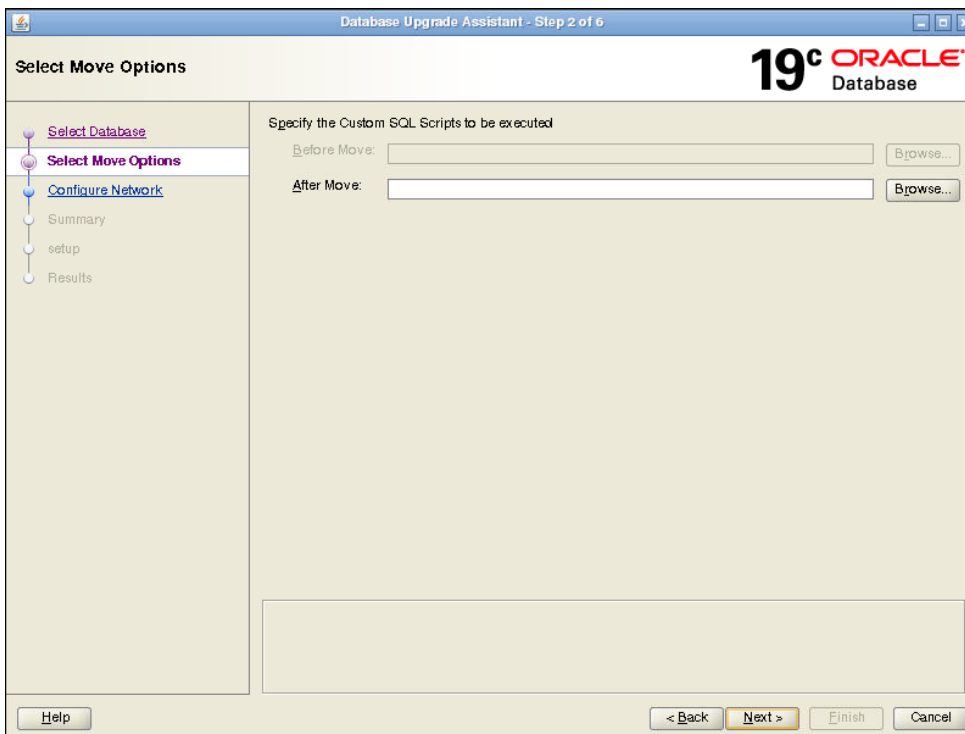 Database Upgrade Assistant - Step 2 of 6
Select Move Options
19c ORACLE
Database
Select Database
Select Move Options
Configure Network
Summary
setup
Results
Specify the Custom SQL Scripts to be executed
Before Move:
Browse...
After Move:
Browse...
Help
< Back
Next >
Finish
Cancel